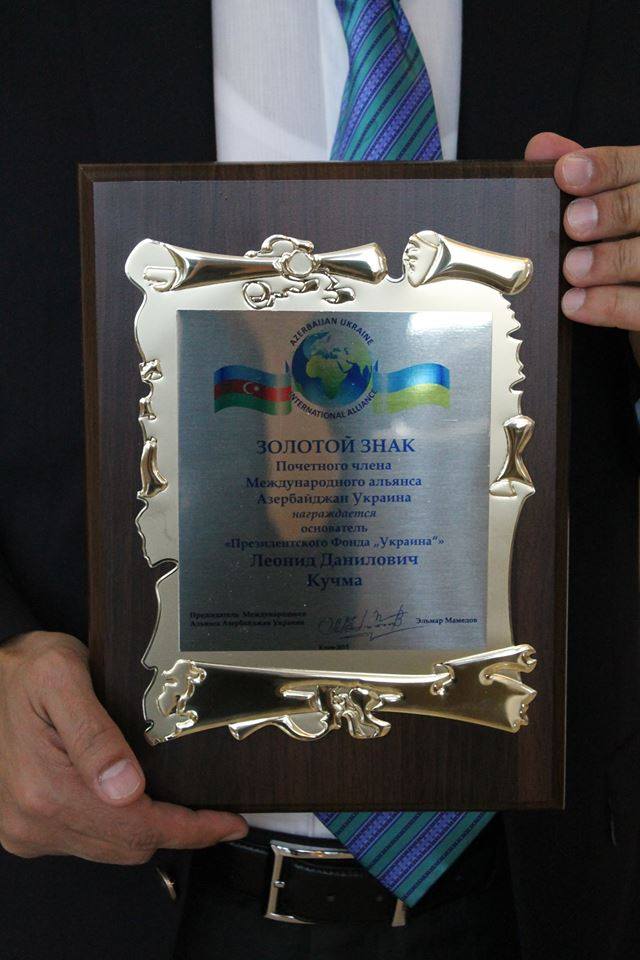 AZERBAIJAN UKRAINE
INTERNATIONAL ALLIANCE
ЗОЛОТОЙ ЗНАК
Почетного члена
Международного альянса
Азербайджан Украина
награждается
основатель
«Президентского Фонда „Украина“»
Леонид Данилович
Кучма
Председатель Международного
Альянса Азербайджан Украина
Эльмар Мамедов